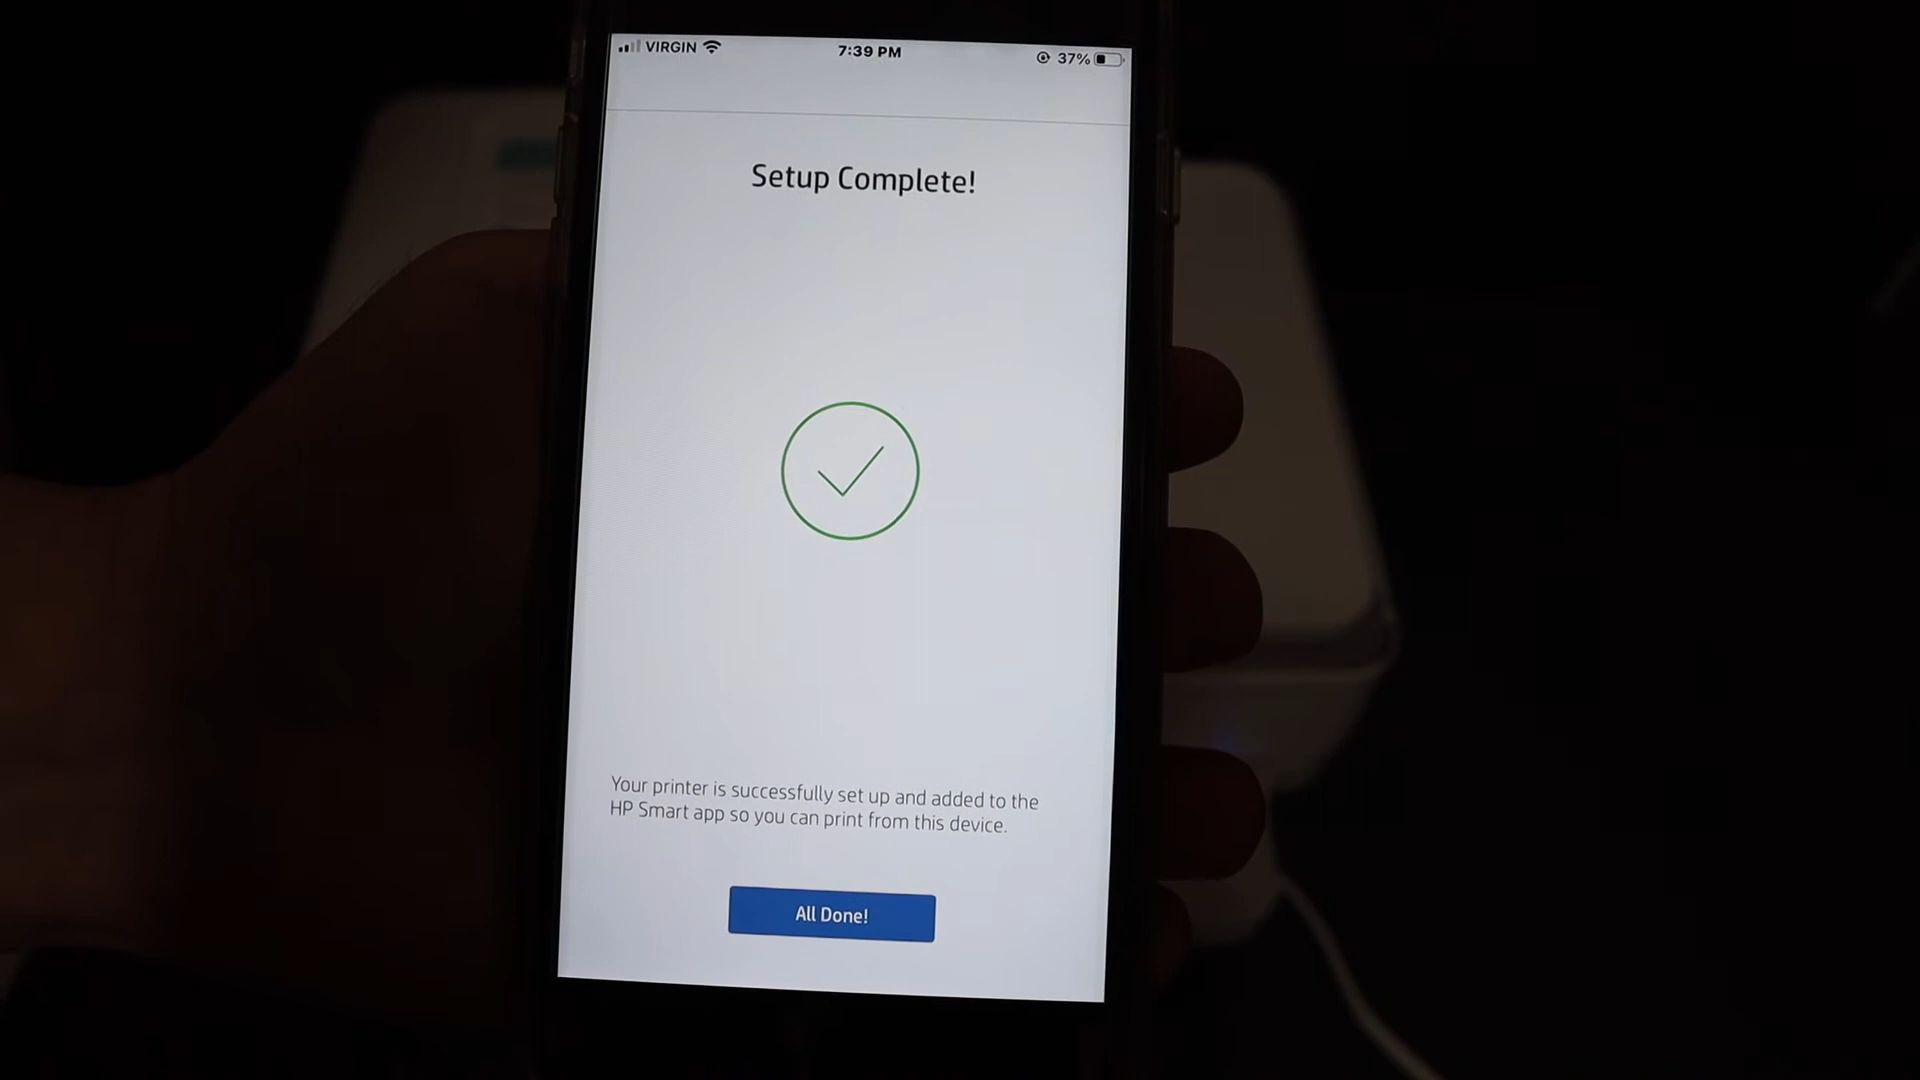 VIRGIN 7:39 PM 37%
Setup Complete!
Your printer is successfully set up and added to the
HP Smart app so you can print from this device.
All Done!